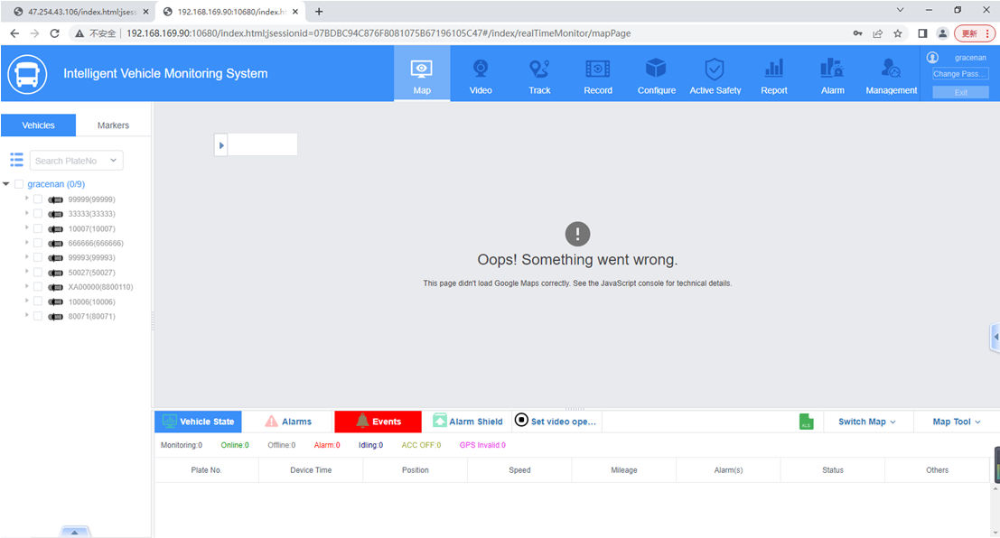 47.254.43.106/index.html;jsess
192.168.169.90:10680/index.ht
不安全 192.168.169.90:10680/index.html;jsessionid=07BDBC94C876F8081075B67196105C47#/index/realTimeMonitor/mapPage
更新
Intelligent Vehicle Monitoring System
Map
Video
Track
Record
Configure
Active Safety
Report
Alarm
Management
gracenan
Change Pass...
Exit
Vehicles
Markers
Search PlateNo
gracenan (0/9)
99999(99999)
33333(33333)
10007(10007)
666666(666666)
99993(99993)
50027(50027)
XA00000(8800110)
10006(10006)
80071(80071)
Oops! Something went wrong.
This page didn't load Google Maps correctly. See the JavaScript console for technical details.
Vehicle State
Alarms
Events
Alarm Shield
Set video ope...
XLS
Switch Map
Map Tool
Monitoring:0
Online:0
Offline:0
Alarm:0
Idling:0
ACC OFF:0
GPS Invalid:0
Plate No.
Device Time
Position
Speed
Mileage
Alarm(s)
Status
Others